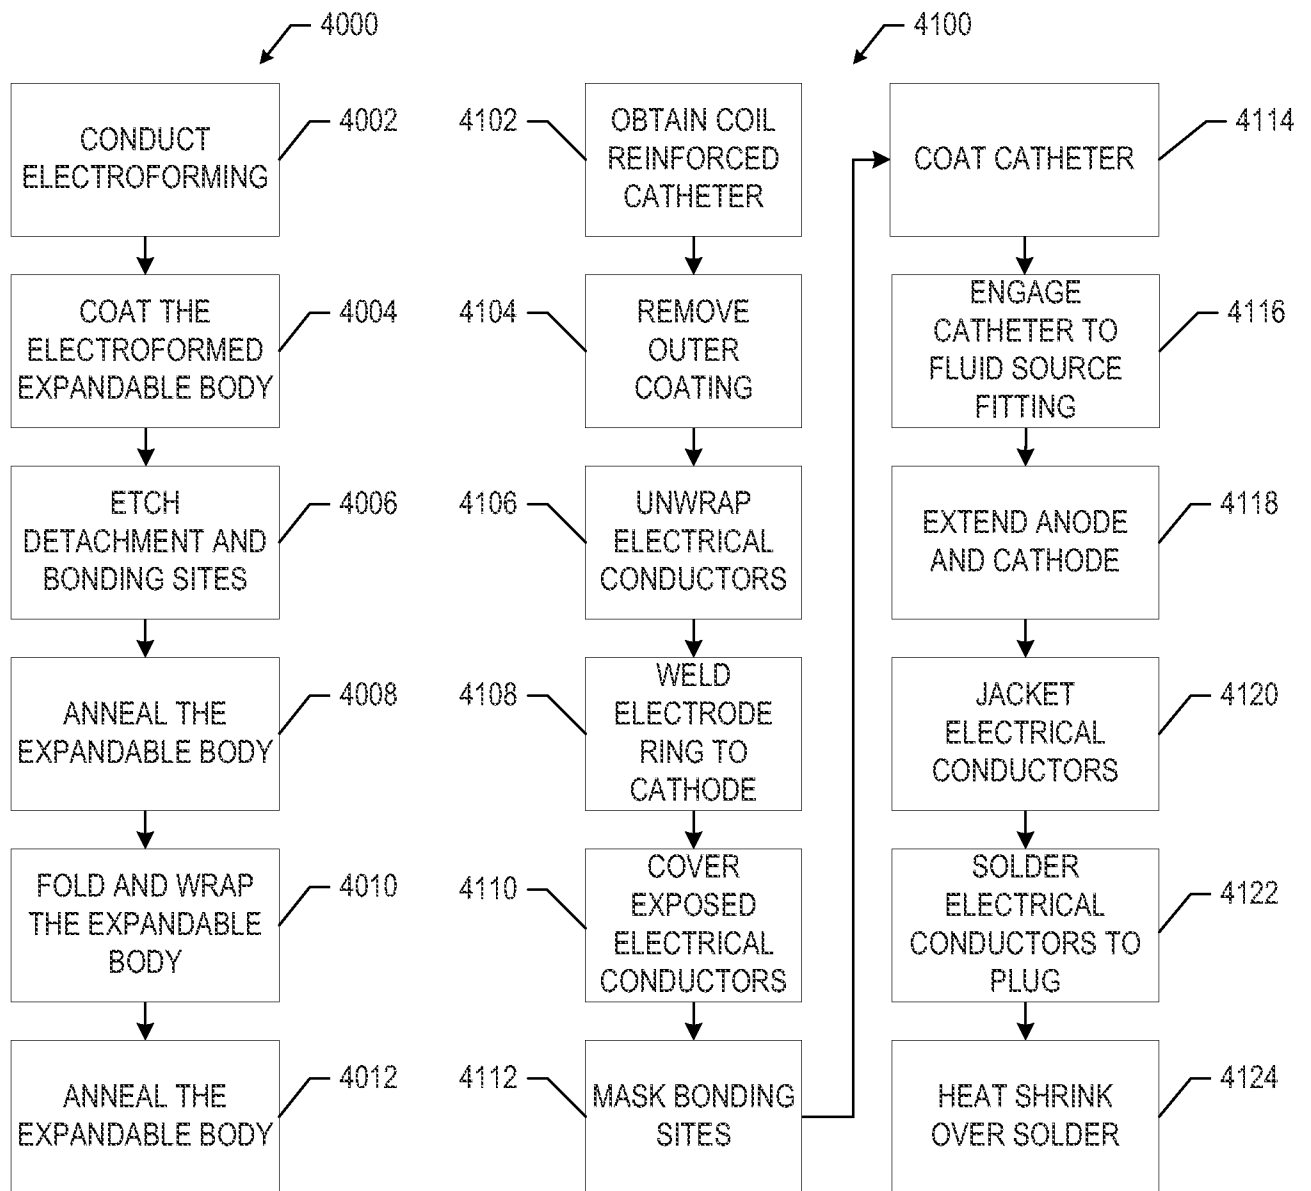 4000
CONDUCT
ELECTROFORMING
4002
COAT THE
ELECTROFORMED
EXPANDABLE BODY
4004
ETCH
DETACHMENT AND
BONDING SITES
4006
ANNEAL THE
EXPANDABLE BODY
4008
FOLD AND WRAP
THE EXPANDABLE
BODY
4010
ANNEAL THE
EXPANDABLE BODY
4012
4100
4102
OBTAIN COIL
REINFORCED
CATHETER
4104
REMOVE
OUTER
COATING
4106
UNWRAP
ELECTRICAL
CONDUCTORS
4108
WELD
ELECTRODE
RING TO
CATHODE
4110
COVER
EXPOSED
ELECTRICAL
CONDUCTORS
4112
MASK BONDING
SITES
COAT CATHETER
4114
ENGAGE
CATHETER TO
FLUID SOURCE
FITTING
4116
EXTEND ANODE
AND CATHODE
4118
JACKET
ELECTRICAL
CONDUCTORS
4120
SOLDER
ELECTRICAL
CONDUCTORS TO
PLUG
4122
HEAT SHRINK
OVER SOLDER
4124